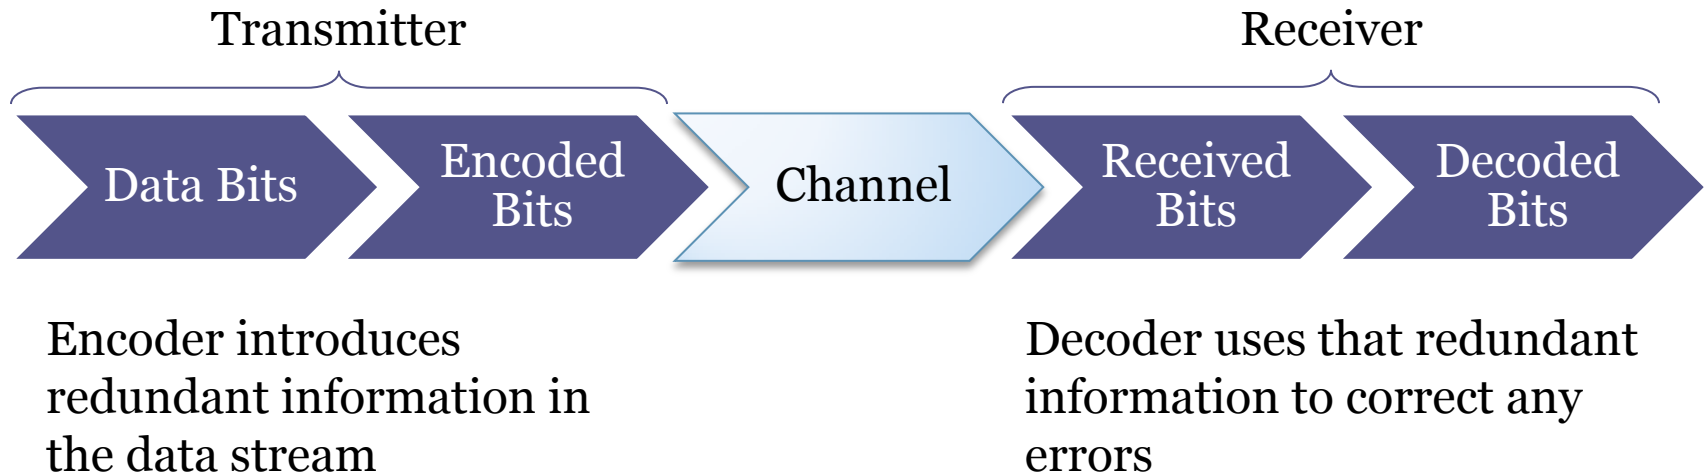 Transmitter
Receiver
Data Bits
Encoded
Bits
Channel
Received
Bits
Decoded
Bits
Encoder introduces
redundant information in
the data stream
Decoder uses that redundant
information to correct any
errors